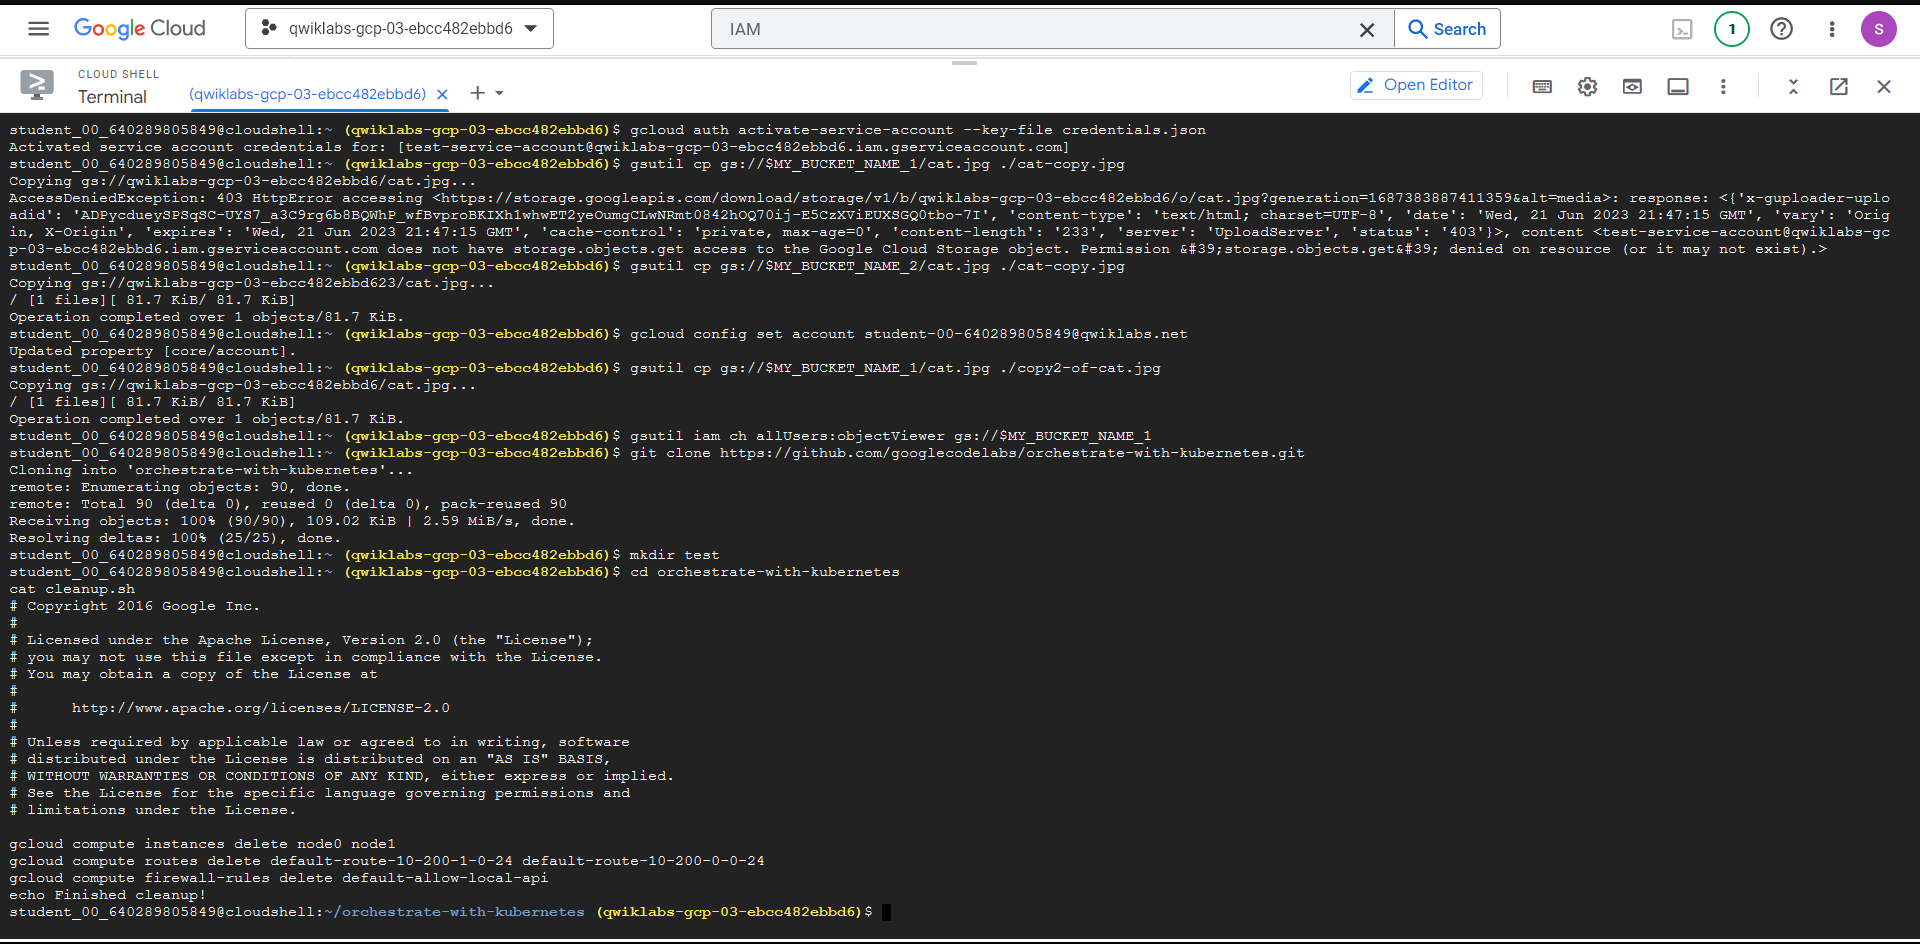 Google Cloud
qwiklabs-gcp-03-ebcc482ebbd6
IAM
Search
1
S
CLOUD SHELL
Terminal
(qwiklabs-gcp-03-ebcc482ebbd6)
Open Editor
student_00_640289805849@cloudshell:~ (qwiklabs-gcp-03-ebcc482ebbd6)$ gcloud auth activate-service-account --key-file credentials.json
Activated service account credentials for: [test-service-account@qwiklabs-gcp-03-ebcc482ebbd6.iam.gserviceaccount.com]
student_00_640289805849@cloudshell:~ (qwiklabs-gcp-03-ebcc482ebbd6)$ gsutil cp gs://$MY_BUCKET_NAME_1/cat.jpg ./cat-copy.jpg
Copying gs://qwiklabs-gcp-03-ebcc482ebbd6/cat.jpg...
AccessDeniedException: 403 HttpError accessing <https://storage.googleapis.com/download/storage/v1/b/qwiklabs-gcp-03-ebcc482ebbd6/o/cat.jpg?generation=1687383887411359&alt=media>: response: <{'x-guploader-uplo
adid': 'ADPycdueySPSqSC-UYS7_a3C9rg6b8BQWhP_wfBvproBKIXh1whwET2yeOumgCLwNRmt0842hOQ70ij-E5CzXViEUXSGQ0tbo-7I', 'content-type': 'text/html; charset=UTF-8', 'date': 'Wed, 21 Jun 2023 21:47:15 GMT', 'vary': 'Orig
in, X-Origin', 'expires': 'Wed, 21 Jun 2023 21:47:15 GMT', 'cache-control': 'private, max-age=0', 'content-length': '233', 'server': 'UploadServer', 'status': '403'}>, content <test-service-account@qwiklabs-gc
p-03-ebcc482ebbd6.iam.gserviceaccount.com does not have storage.objects.get access to the Google Cloud Storage object. Permission &#39;storage.objects.get&#39; denied on resource (or it may not exist).>
student_00_640289805849@cloudshell:~ (qwiklabs-gcp-03-ebcc482ebbd6)$ gsutil cp gs://$MY_BUCKET_NAME_2/cat.jpg ./cat-copy.jpg
Copying gs://qwiklabs-gcp-03-ebcc482ebbd623/cat.jpg...
/ [1 files][ 81.7 KiB/ 81.7 KiB]
Operation completed over 1 objects/81.7 KiB.
student_00_640289805849@cloudshell:~ (qwiklabs-gcp-03-ebcc482ebbd6)$ gcloud config set account student-00-640289805849@qwiklabs.net
Updated property [core/account].
student_00_640289805849@cloudshell:~ (qwiklabs-gcp-03-ebcc482ebbd6)$ gsutil cp gs://$MY_BUCKET_NAME_1/cat.jpg ./copy2-of-cat.jpg
Copying gs://qwiklabs-gcp-03-ebcc482ebbd6/cat.jpg...
/ [1 files][ 81.7 KiB/ 81.7 KiB]
Operation completed over 1 objects/81.7 KiB.
student_00_640289805849@cloudshell:~ (qwiklabs-gcp-03-ebcc482ebbd6)$ gsutil iam ch allUsers:objectViewer gs://$MY_BUCKET_NAME_1
student_00_640289805849@cloudshell:~ (qwiklabs-gcp-03-ebcc482ebbd6)$ git clone https://github.com/googlecodelabs/orchestrate-with-kubernetes.git
Cloning into 'orchestrate-with-kubernetes'...
remote: Enumerating objects: 90, done.
remote: Total 90 (delta 0), reused 0 (delta 0), pack-reused 90
Receiving objects: 100% (90/90), 109.02 KiB | 2.59 MiB/s, done.
Resolving deltas: 100% (25/25), done.
student_00_640289805849@cloudshell:~ (qwiklabs-gcp-03-ebcc482ebbd6)$ mkdir test
student_00_640289805849@cloudshell:~ (qwiklabs-gcp-03-ebcc482ebbd6)$ cd orchestrate-with-kubernetes
cat cleanup.sh
# Copyright 2016 Google Inc.
#
# Licensed under the Apache License, Version 2.0 (the "License");
# you may not use this file except in compliance with the License.
# You may obtain a copy of the License at
#
#      http://www.apache.org/licenses/LICENSE-2.0
#
# Unless required by applicable law or agreed to in writing, software
# distributed under the License is distributed on an "AS IS" BASIS,
# WITHOUT WARRANTIES OR CONDITIONS OF ANY KIND, either express or implied.
# See the License for the specific language governing permissions and
# limitations under the License.
gcloud compute instances delete node0 node1
gcloud compute routes delete default-route-10-200-1-0-24 default-route-10-200-0-0-24
gcloud compute firewall-rules delete default-allow-local-api
echo Finished cleanup!
student_00_640289805849@cloudshell:~/orchestrate-with-kubernetes (qwiklabs-gcp-03-ebcc482ebbd6)$